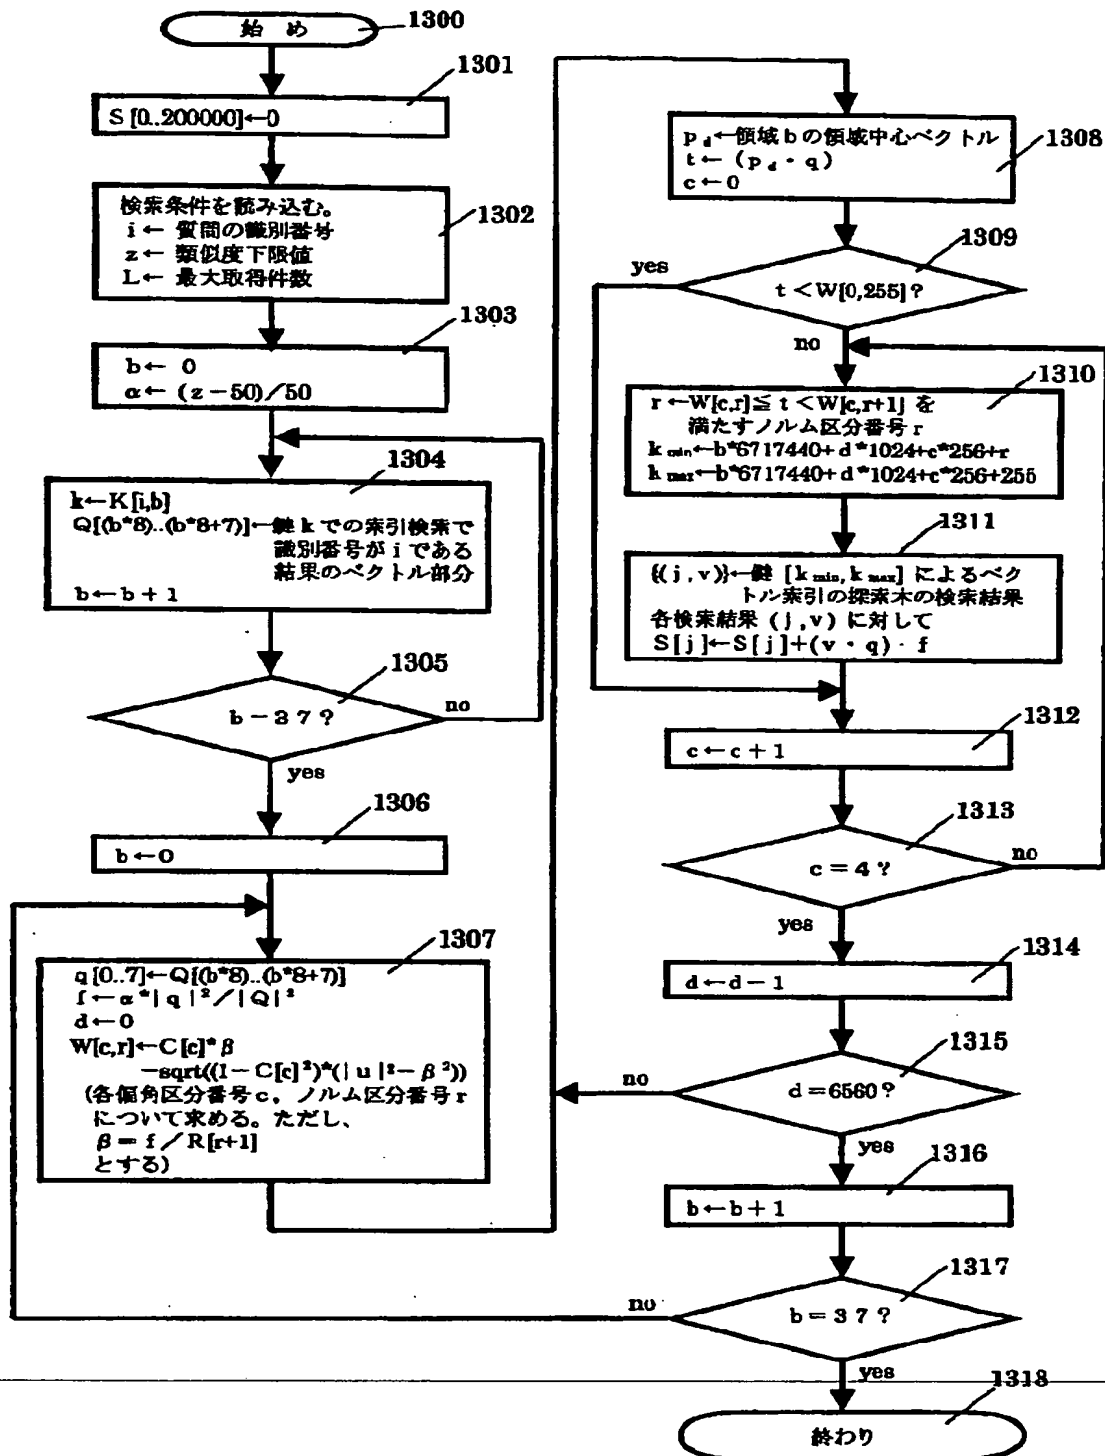 始め
1300
S[0..200000]←0
1301
検索条件を読み込む。
i← 質問の識別番号
z← 類似度下限値
L← 最大取得件数
1302
b← 0
α← (z－50)／50
1303
k←K[i,b]
Q[(b*8)..(b*8+7)]←鍵kでの索引検索で
識別番号がiである
結果のベクトル部分
b←b＋1
1304
b－37？
1305
no
yes
b←0
1306
q[0..7]←Q[(b*8)..(b*8+7)]
f←α*|q|²／|Q|²
d←0
W[c,r]←C[c]*β
－sqrt((1－C[c]²)*(|u|²－β²))
(各偏角区分番号c，ノルム区分番号r
について求める。ただし、
β＝f／R[r+1]
とする)
1307
p d←領域bの領域中心ベクトル
t← (p d・q)
c←0
1308
t＜W[0,255]？
1309
yes
no
r←W[c,r]≦t＜W[c,r+1]を
満たすノルム区分番号r
k min←b*6717440+d*1024+c*256+r
k max←b*6717440+d*1024+c*256+255
1310
{(j,v)}←鍵 [k min,k max]によるベク
トル索引の探索木の検索結果
各検索結果 (j,v) に対して
S[j]←S[j]+(v・q)・f
1311
c←c＋1
1312
c＝4？
1313
no
yes
d←d－1
1314
d＝6560？
1315
no
yes
b←b＋1
1316
b＝37？
1317
no
yes
終わり
1318